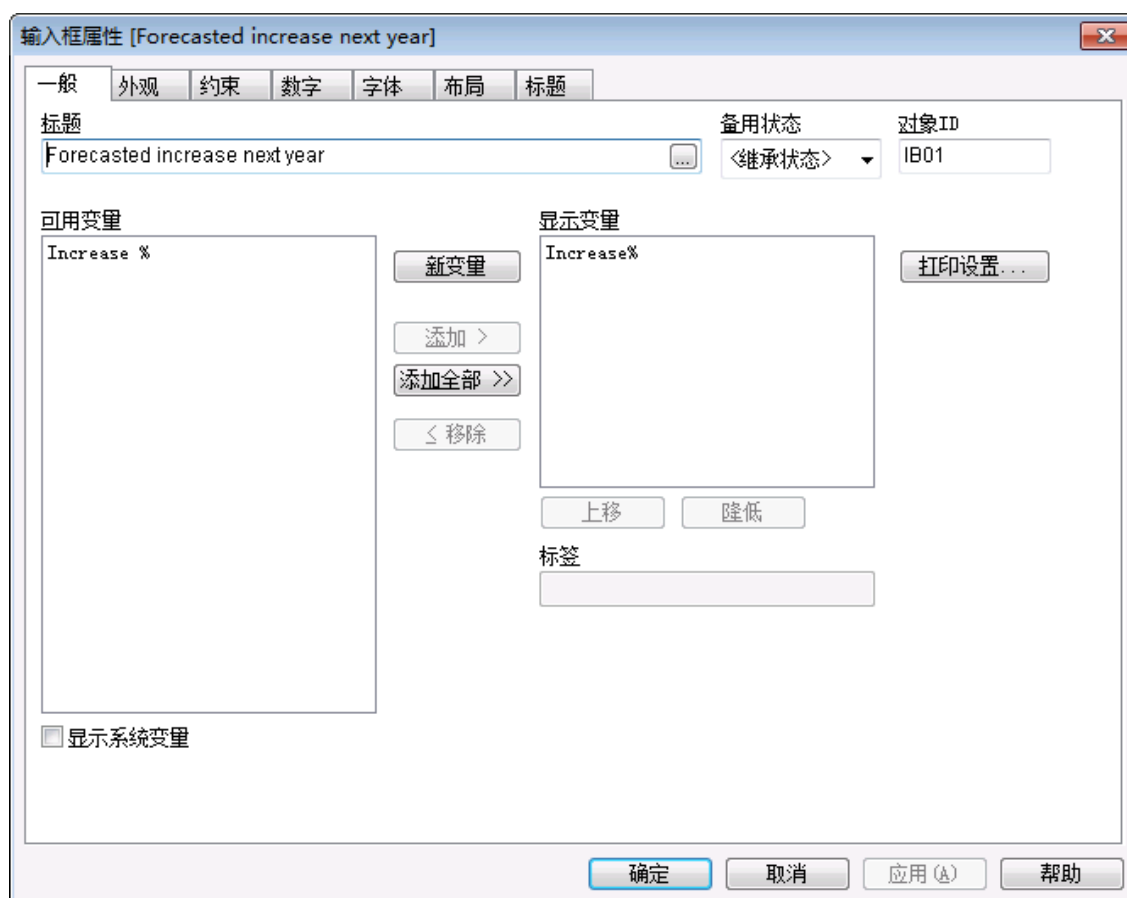 输入框属性 [Forecasted increase next year]
一般 外观 约束 数字 字体 布局 标题
标题 备用状态 对象ID
Forecasted increase next year ... <继承状态> IB01
可用变量 显示变量
Increase % 新变量 Increase% 打印设置...
添加 >
添加全部 >>
≤ 移除
上移 降低
标签
显示系统变量
确定 取消 应用(A) 帮助